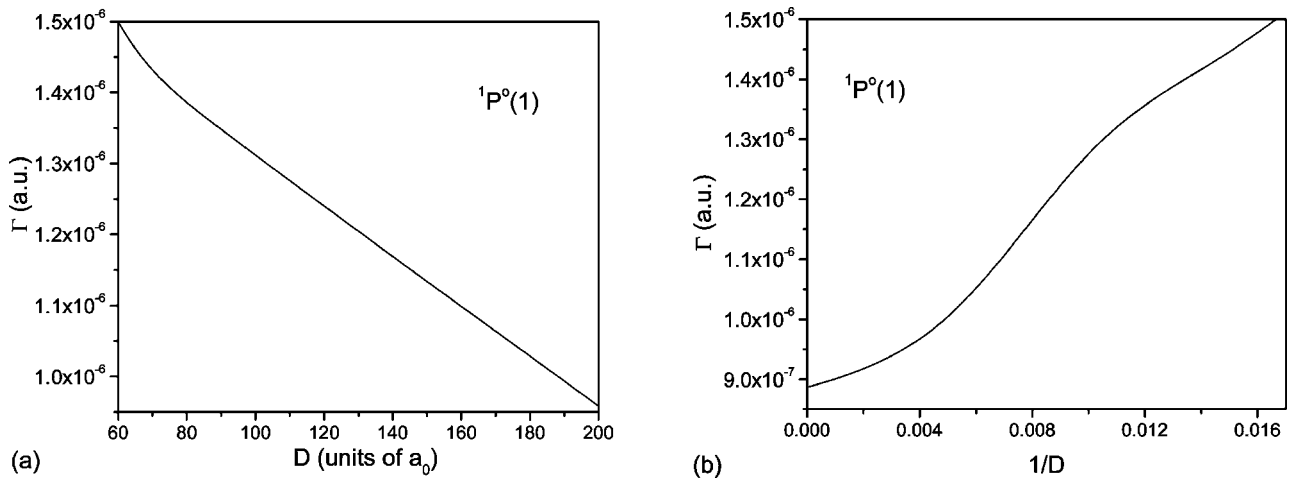 1.5x10⁻⁶
1.4x10⁻⁶
1.3x10⁻⁶
1.2x10⁻⁶
1.1x10⁻⁶
1.0x10⁻⁶
Γ (a.u.)
¹Pᵒ(1)
60 80 100 120 140 160 180 200
D (units of a₀)
(a)
1.5x10⁻⁶
1.4x10⁻⁶
1.3x10⁻⁶
1.2x10⁻⁶
1.1x10⁻⁶
1.0x10⁻⁶
9.0x10⁻⁷
Γ (a.u.)
¹Pᵒ(1)
0.000 0.004 0.008 0.012 0.016
1/D
(b)